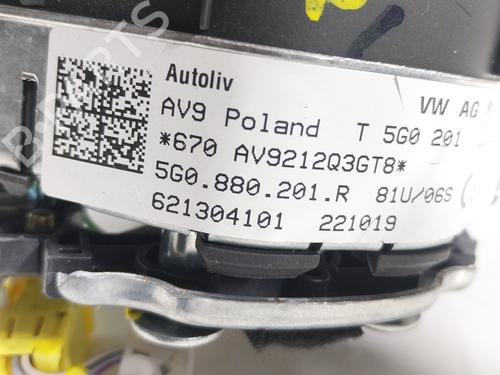 Autoliv VW AG
AV9 Poland T 5G0 201
*670 AV9212Q3GT8*
5G0.880.201.R 81U/06S (
621304101 221019